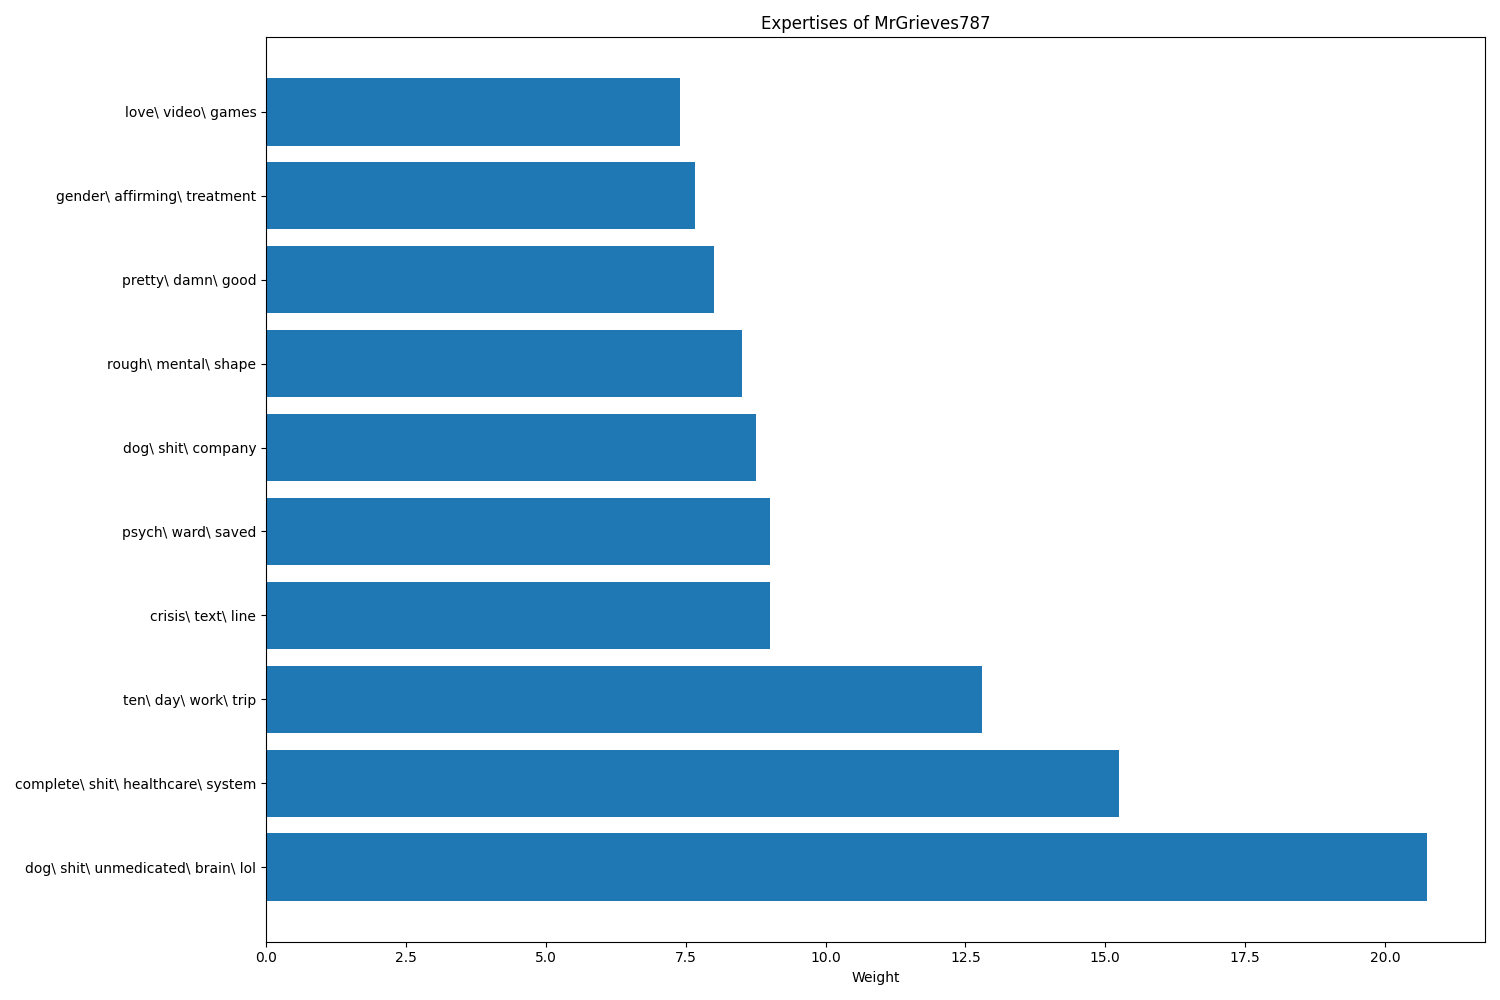 Expertises of MrGrieves787
love\ video\ games
gender\ affirming\ treatment
pretty\ damn\ good
rough\ mental\ shape
dog\ shit\ company
psych\ ward\ saved
crisis\ text\ line
ten\ day\ work\ trip
complete\ shit\ healthcare\ system
dog\ shit\ unmedicated\ brain\ lol
0.0 2.5 5.0 7.5 10.0 12.5 15.0 17.5 20.0
Weight